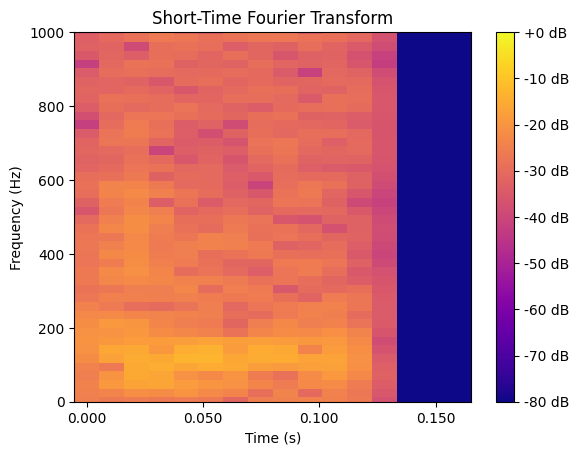 Short-Time Fourier Transform
Frequency (Hz)
1000
800
600
400
200
0
0.000
0.050
0.100
0.150
Time (s)
+0 dB
-10 dB
-20 dB
-30 dB
-40 dB
-50 dB
-60 dB
-70 dB
-80 dB